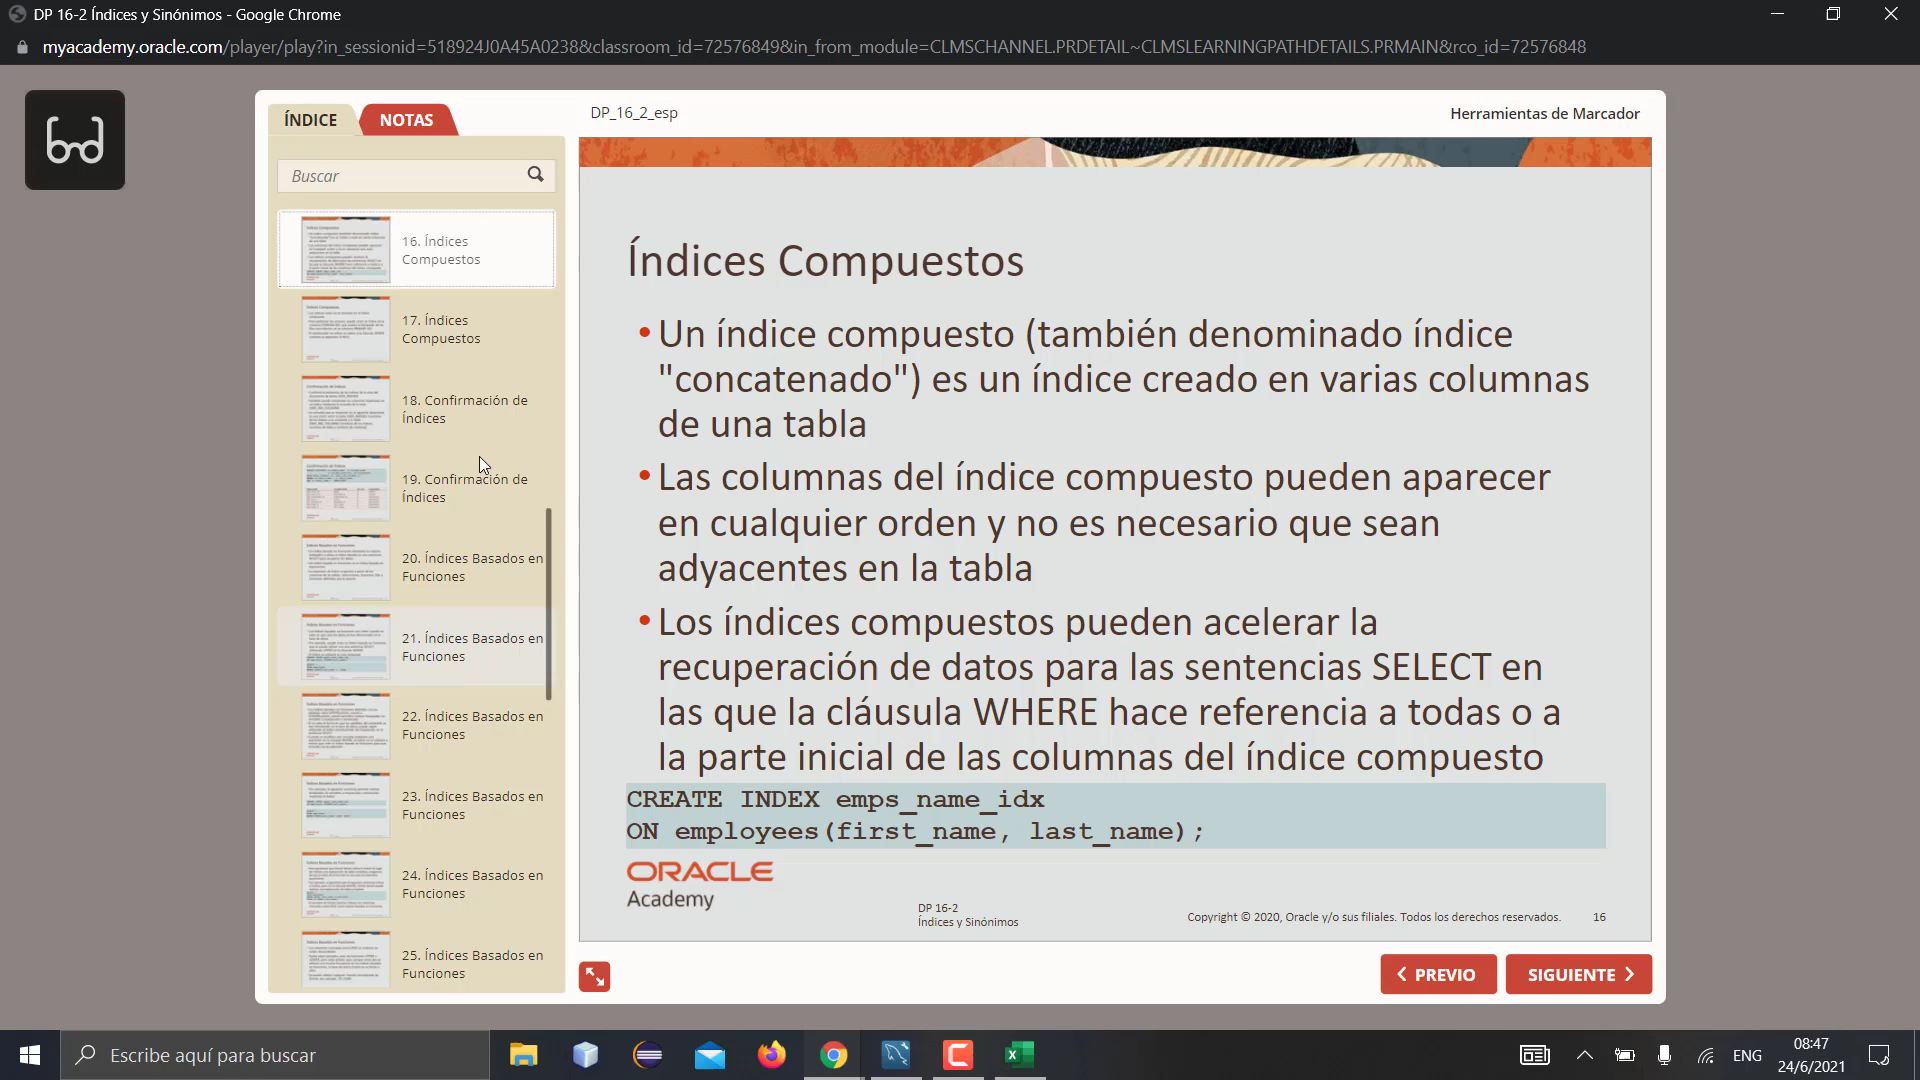 DP 16-2 Índices y Sinónimos - Google Chrome
myacademy.oracle.com/player/play?in_sessionid=518924J0A45A0238&classroom_id=72576849&in_from_module=CLMSCHANNEL.PRDETAIL~CLMSLEARNINGPATHDETAILS.PRMAIN&rco_id=72576848
ÍNDICE
NOTAS
DP_16_2_esp
Herramientas de Marcador
Buscar
16. Índices
Compuestos
17. Índices
Compuestos
18. Confirmación de
Índices
19. Confirmación de
Índices
20. Índices Basados en
Funciones
21. Índices Basados en
Funciones
22. Índices Basados en
Funciones
23. Índices Basados en
Funciones
24. Índices Basados en
Funciones
25. Índices Basados en
Funciones
Índices Compuestos
• Un índice compuesto (también denominado índice
"concatenado") es un índice creado en varias columnas
de una tabla
• Las columnas del índice compuesto pueden aparecer
en cualquier orden y no es necesario que sean
adyacentes en la tabla
• Los índices compuestos pueden acelerar la
recuperación de datos para las sentencias SELECT en
las que la cláusula WHERE hace referencia a todas o a
la parte inicial de las columnas del índice compuesto
CREATE INDEX emps_name_idx
ON employees(first_name, last_name);
ORACLE
Academy
DP 16-2
Índices y Sinónimos
Copyright © 2020, Oracle y/o sus filiales. Todos los derechos reservados.
16
PREVIO
SIGUIENTE
Escribe aquí para buscar
ENG
08:47
24/6/2021